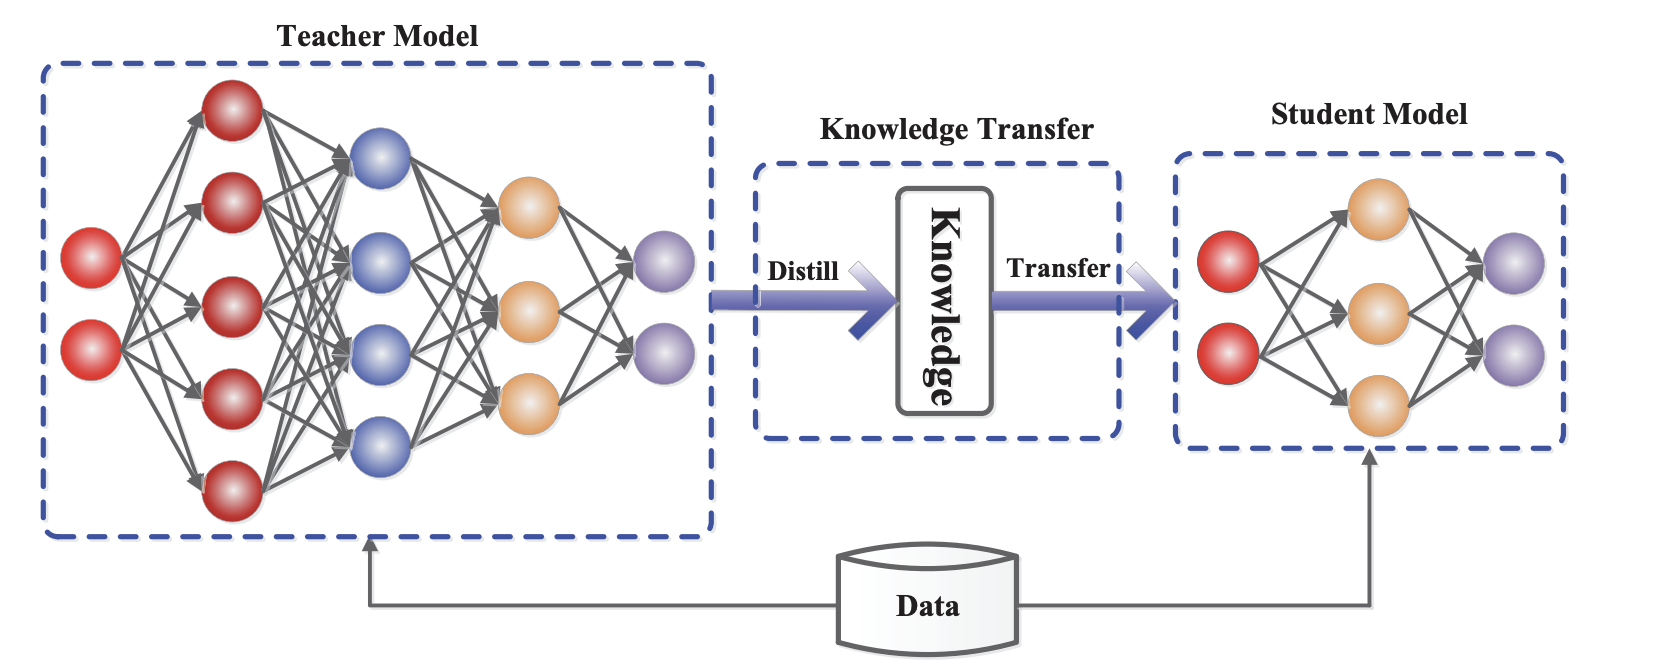 Teacher Model
Knowledge Transfer
Student Model
Distill
Knowledge
Transfer
Data